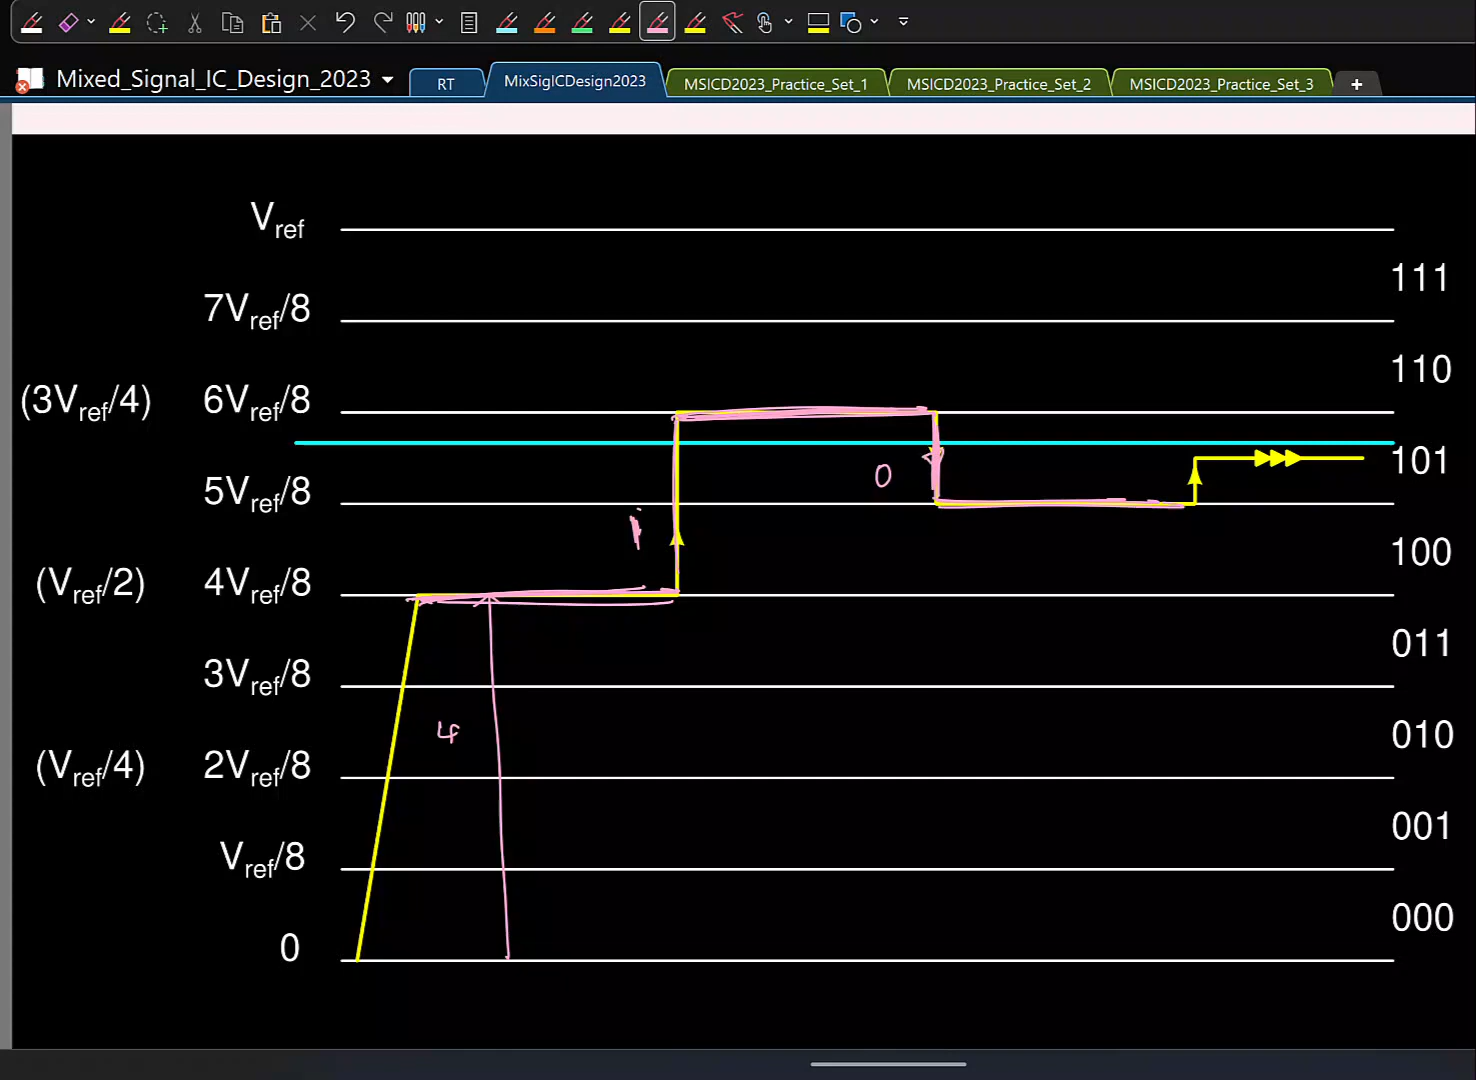 Mixed_Signal_IC_Design_2023 RT MixSigICDesign2023 MSICD2023_Practice_Set_1 MSICD2023_Practice_Set_2 MSICD2023_Practice_Set_3 +
Vref
111
7Vref/8
110
(3Vref/4) 6Vref/8
101
0
5Vref/8
1
100
(Vref/2) 4Vref/8
011
3Vref/8
4
010
(Vref/4) 2Vref/8
001
Vref/8
000
0